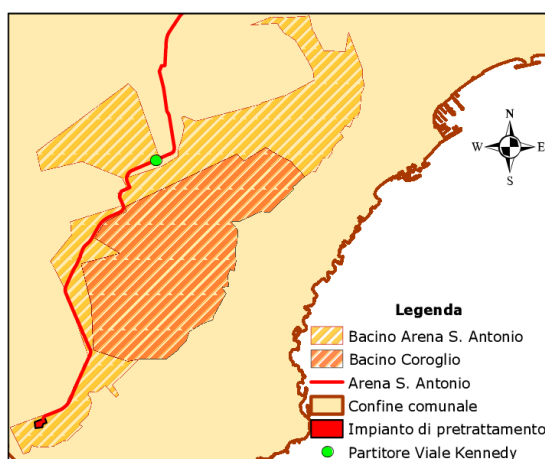 N
W E
S
Legenda
Bacino Arena S. Antonio
Bacino Coroglio
Arena S. Antonio
Confine comunale
Impianto di pretrattamento
Partitore Viale Kennedy